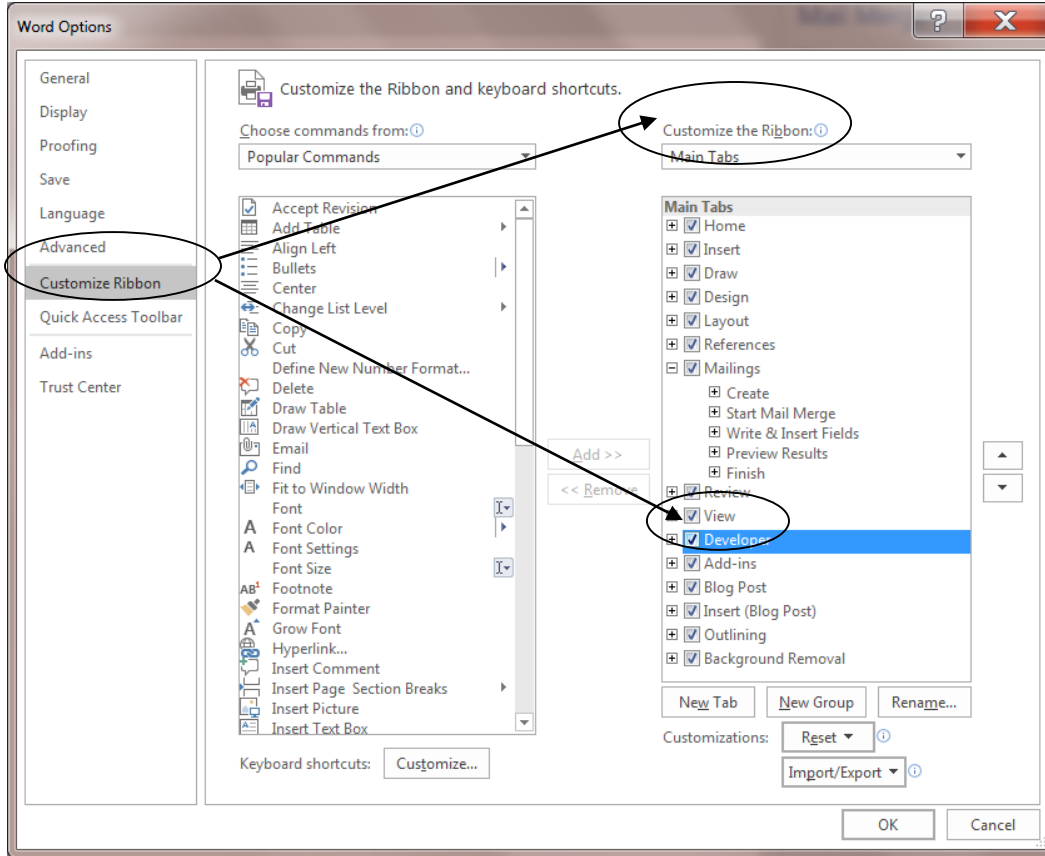 Mail Merge
Word Options
General
Display
Proofing
Save
Language
Advanced
Customize Ribbon
Quick Access Toolbar
Add-ins
Trust Center
Customize the Ribbon and keyboard shortcuts.
Choose commands from:
Popular Commands
Accept Revision
Add Table
Align Left
Bullets
Center
Change List Level
Copy
Cut
Define New Number Format...
Delete
Draw Table
Draw Vertical Text Box
Email
Find
Fit to Window Width
Font
Font Color
Font Settings
Font Size
Footnote
Format Painter
Grow Font
Hyperlink...
Insert Comment
Insert Page Section Breaks
Insert Picture
Insert Text Box
Keyboard shortcuts: Customize...
Add >>
<< Remove
Customize the Ribbon:
Main Tabs
Main Tabs
Home
Insert
Draw
Design
Layout
References
Mailings
Create
Start Mail Merge
Write & Insert Fields
Preview Results
Finish
Review
View
Developer
Add-ins
Blog Post
Insert (Blog Post)
Outlining
Background Removal
New Tab New Group Rename...
Customizations: Reset
Import/Export
OK Cancel